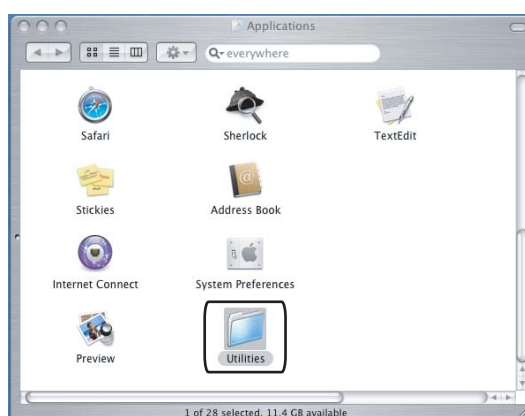 Applications
everywhere
Safari
Sherlock
TextEdit
Stickies
Address Book
Internet Connect
System Preferences
Preview
Utilities
1 of 28 selected, 11.4 GB available